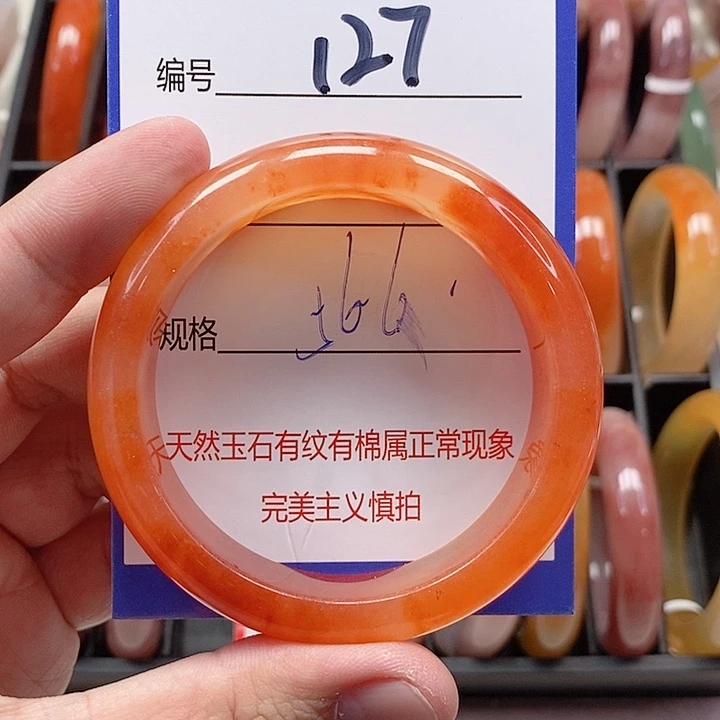 编号 127
规格
天然玉石有纹有棉属正常现象
完美主义慎拍